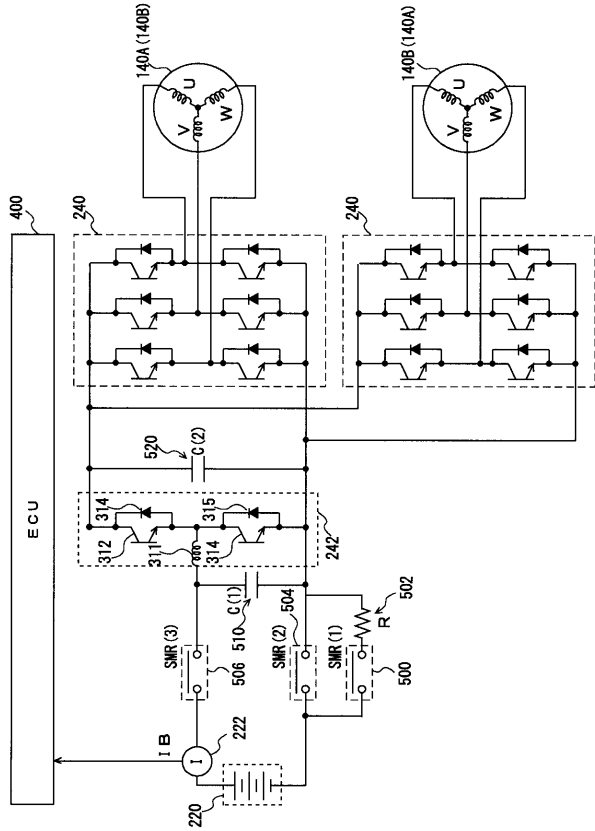 400
ECU
IB
222
220
SMR(3)
506
SMR(2)
504
SMR(1)
500
R
502
C(1)
510
311
312
314
314
315
242
520
C(2)
240
140A(140B)
U
V
W
240
140B(140A)
U
V
W
I